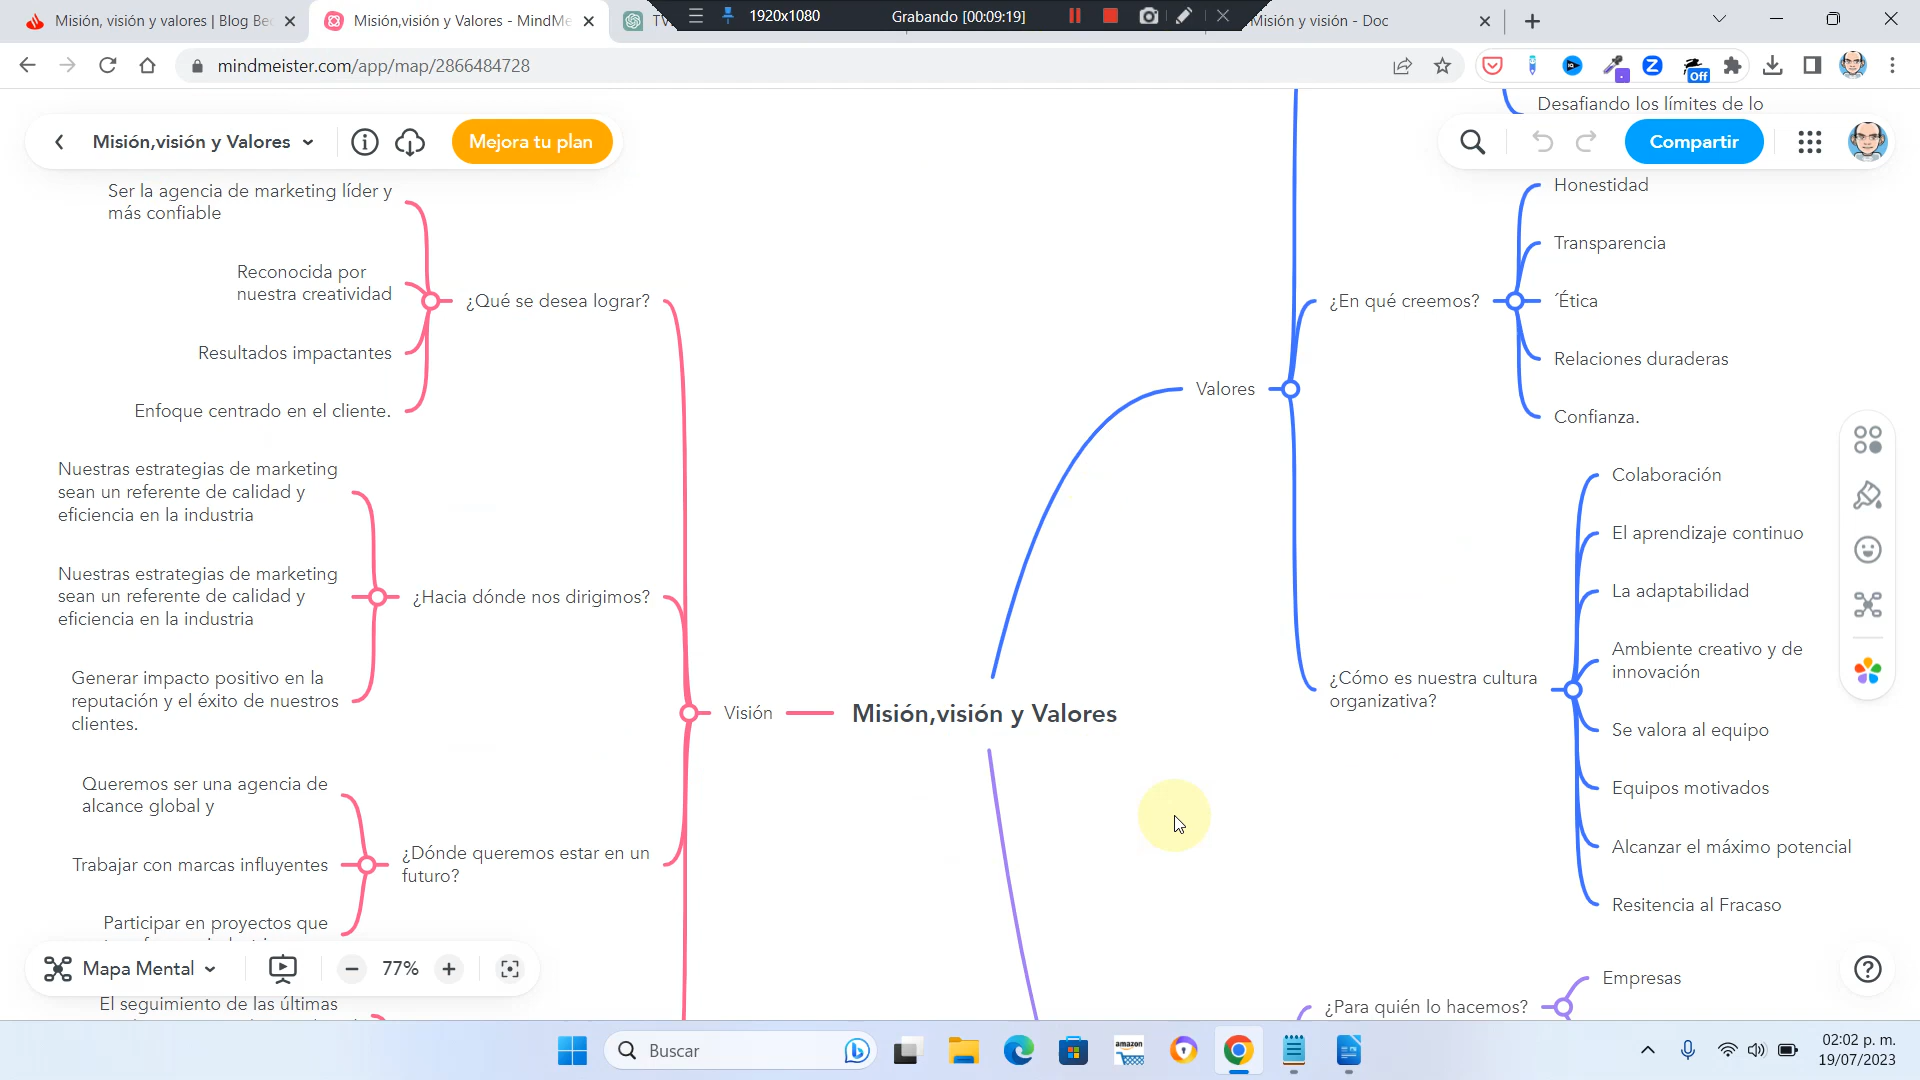 Misión, visión y valores | Blog Bec
Misión,visión y Valores - MindMe
TV
1920x1080
Grabando [00:09:19]
Misión y visión - Doc
mindmeister.com/app/map/2866484728
Off
Misión,visión y Valores
Mejora tu plan
Compartir
Desafiando los límites de lo
Ser la agencia de marketing líder y
más confiable
Reconocida por
nuestra creatividad
¿Qué se desea lograr?
Resultados impactantes
Enfoque centrado en el cliente.
Nuestras estrategias de marketing
sean un referente de calidad y
eficiencia en la industria
Nuestras estrategias de marketing
sean un referente de calidad y
eficiencia en la industria
¿Hacia dónde nos dirigimos?
Generar impacto positivo en la
reputación y el éxito de nuestros
clientes.
Visión
Misión,visión y Valores
Queremos ser una agencia de
alcance global y
Trabajar con marcas influyentes
¿Dónde queremos estar en un
futuro?
Participar en proyectos que
El seguimiento de las últimas
Valores
¿En qué creemos?
Honestidad
Transparencia
´Ética
Relaciones duraderas
Confianza.
¿Cómo es nuestra cultura
organizativa?
Colaboración
El aprendizaje continuo
La adaptabilidad
Ambiente creativo y de
innovación
Se valora al equipo
Equipos motivados
Alcanzar el máximo potencial
Resitencia al Fracaso
¿Para quién lo hacemos?
Empresas
Mapa Mental
77%
Buscar
amazon
02:02 p. m.
19/07/2023